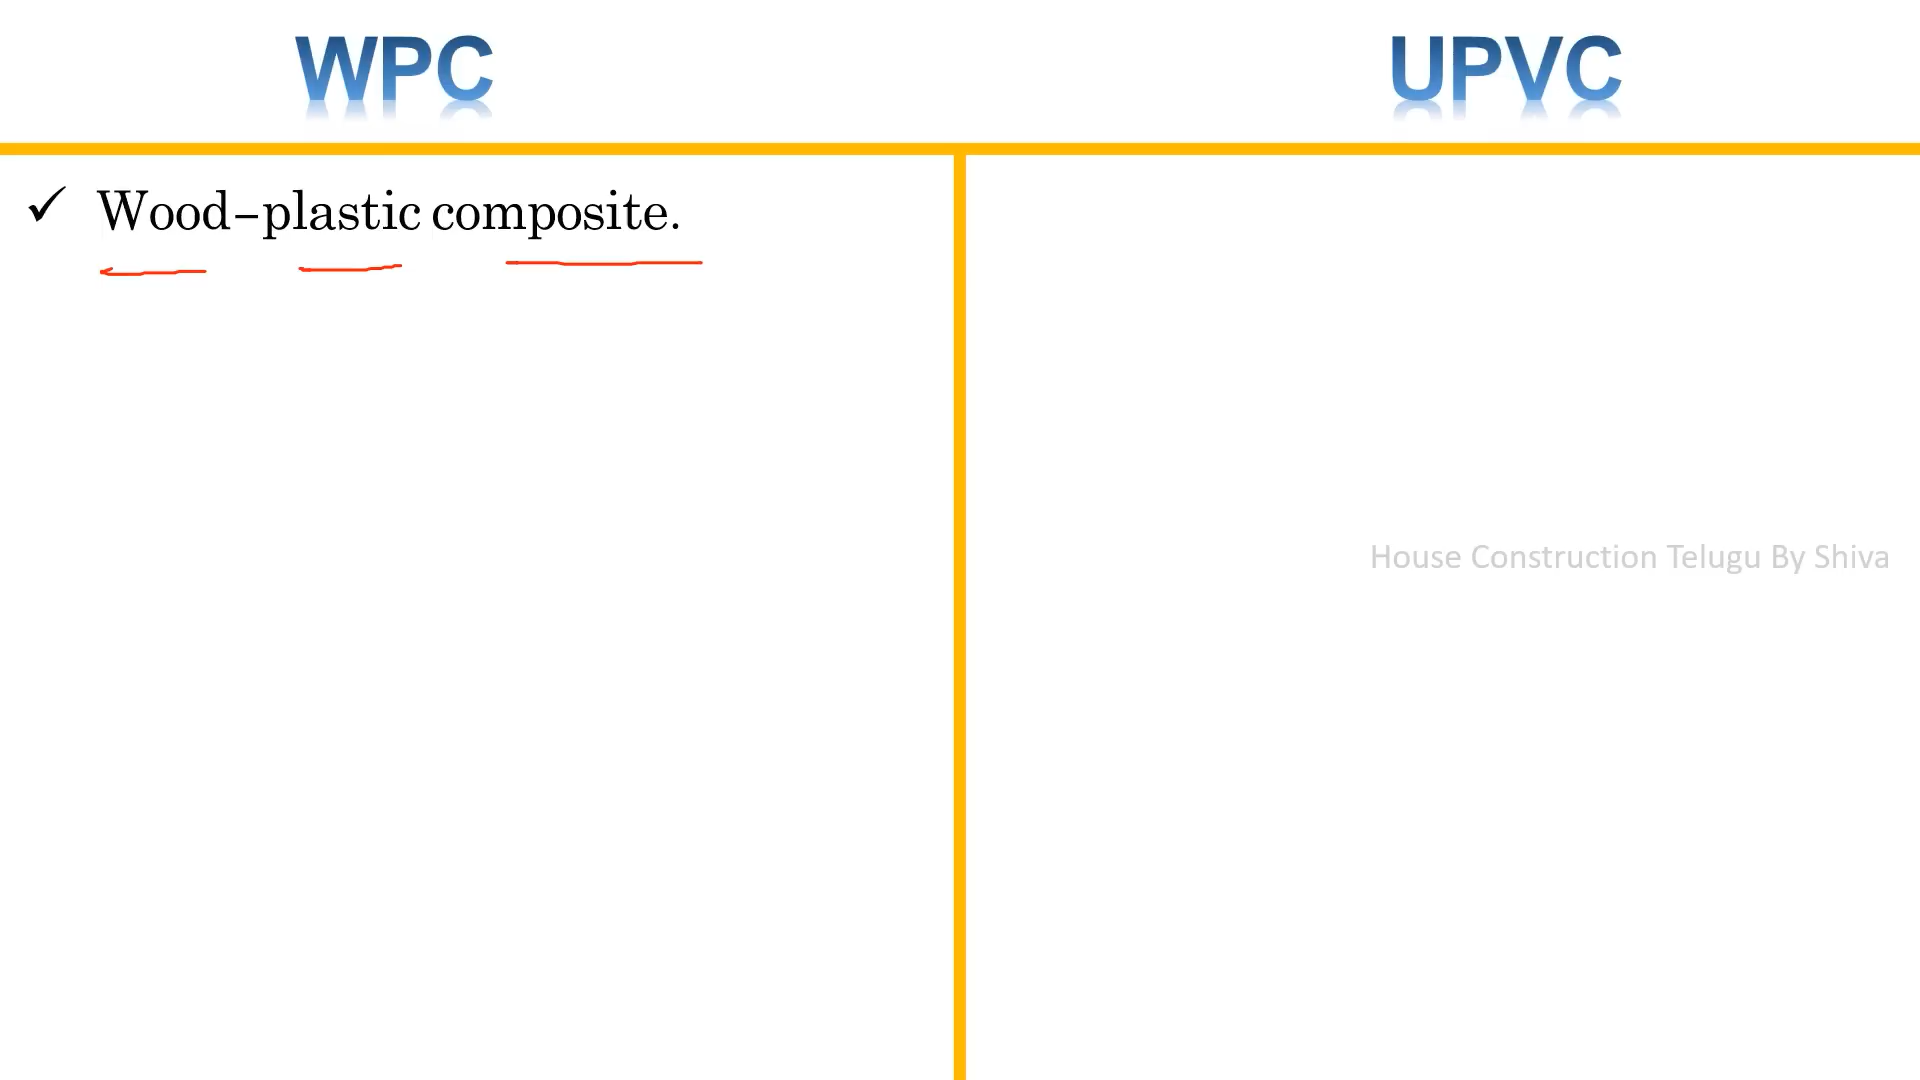 WPC
UPVC
✓ Wood-plastic composite.
House Construction Telugu By Shiva